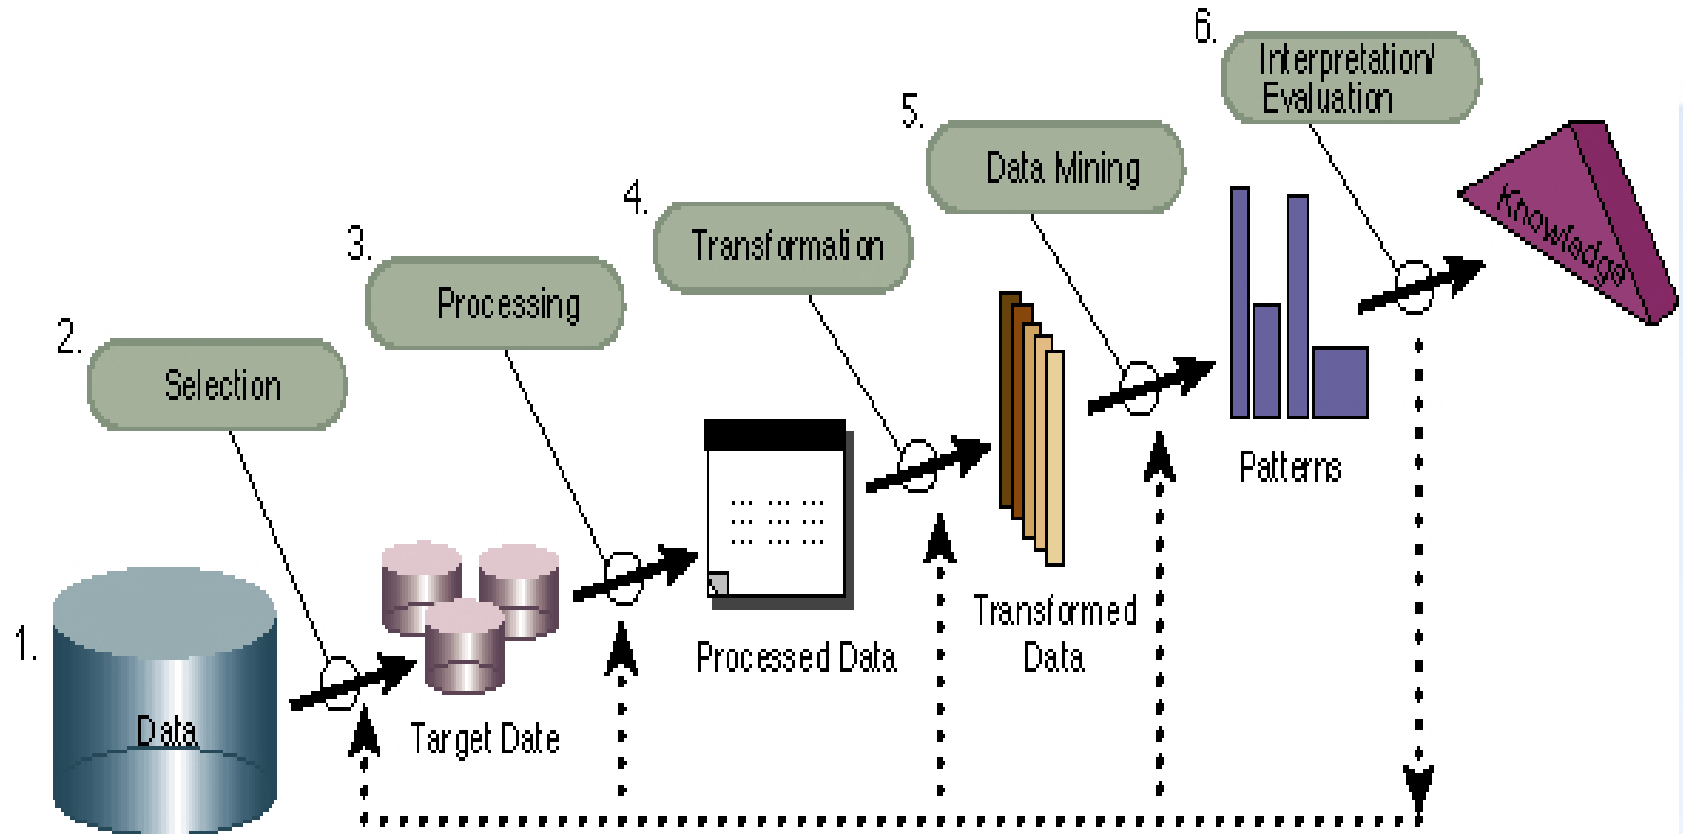 1.
Data
2.
Selection
Target Date
3.
Processing
Processed Data
4.
Transformation
Transformed
Data
5.
Data Mining
Patterns
6.
Interpretation/
Evaluation
Knowledge